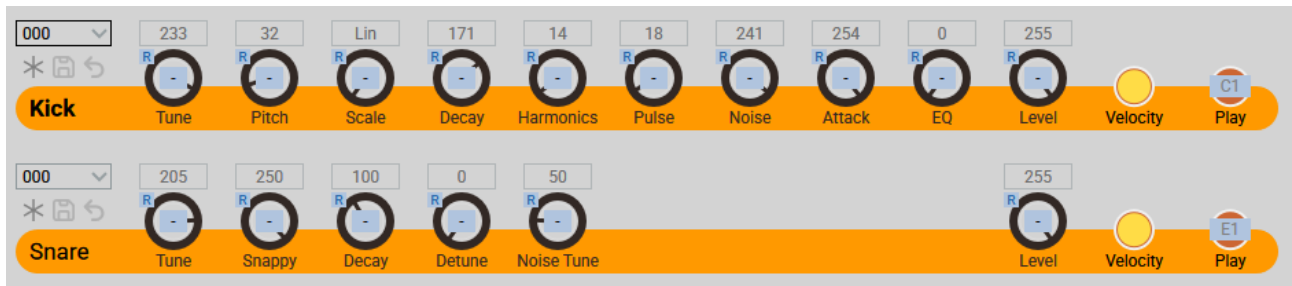 000 233 32 Lin 171 14 18 241 254 0 255
R R R R R R R R R R
- - - - - - - - - - C1
Kick Tune Pitch Scale Decay Harmonics Pulse Noise Attack EQ Level Velocity Play
000 205 250 100 0 50 255
R R R R R R
- - - - - - E1
Snare Tune Snappy Decay Detune Noise Tune Level Velocity Play